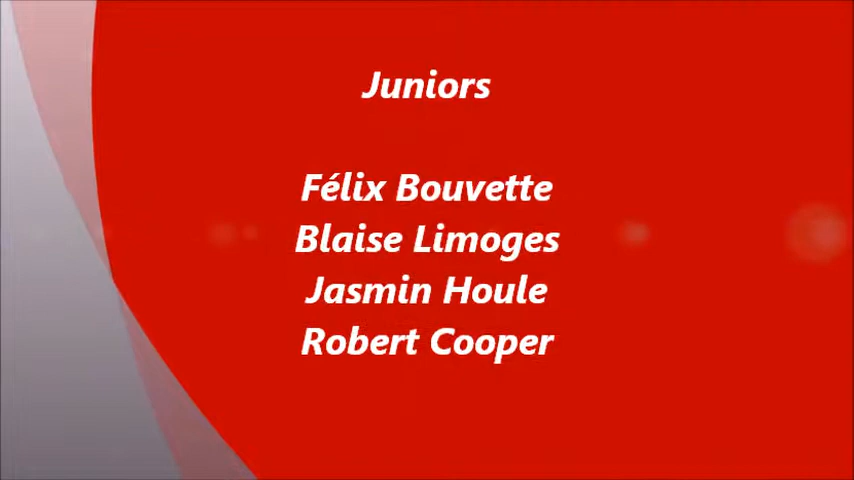 Juniors
Félix Bouvette
Blaise Limoges
Jasmin Houle
Robert Cooper